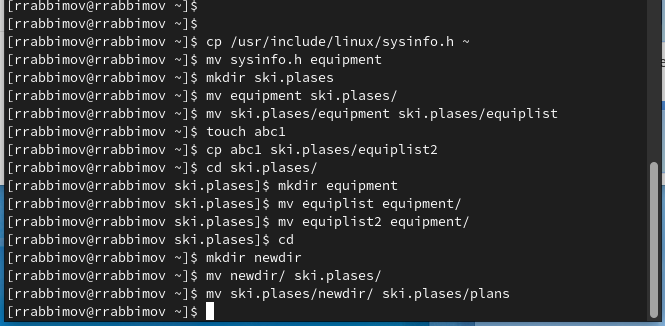 [rrabbimov@rrabbimov ~]$
[rrabbimov@rrabbimov ~]$
[rrabbimov@rrabbimov ~]$ cp /usr/include/linux/sysinfo.h ~
[rrabbimov@rrabbimov ~]$ mv sysinfo.h equipment
[rrabbimov@rrabbimov ~]$ mkdir ski.plases
[rrabbimov@rrabbimov ~]$ mv equipment ski.plases/
[rrabbimov@rrabbimov ~]$ mv ski.plases/equipment ski.plases/equiplist
[rrabbimov@rrabbimov ~]$ touch abc1
[rrabbimov@rrabbimov ~]$ cp abc1 ski.plases/equiplist2
[rrabbimov@rrabbimov ~]$ cd ski.plases/
[rrabbimov@rrabbimov ski.plases]$ mkdir equipment
[rrabbimov@rrabbimov ski.plases]$ mv equiplist equipment/
[rrabbimov@rrabbimov ski.plases]$ mv equiplist2 equipment/
[rrabbimov@rrabbimov ski.plases]$ cd
[rrabbimov@rrabbimov ~]$ mkdir newdir
[rrabbimov@rrabbimov ~]$ mv newdir/ ski.plases/
[rrabbimov@rrabbimov ~]$ mv ski.plases/newdir/ ski.plases/plans
[rrabbimov@rrabbimov ~]$